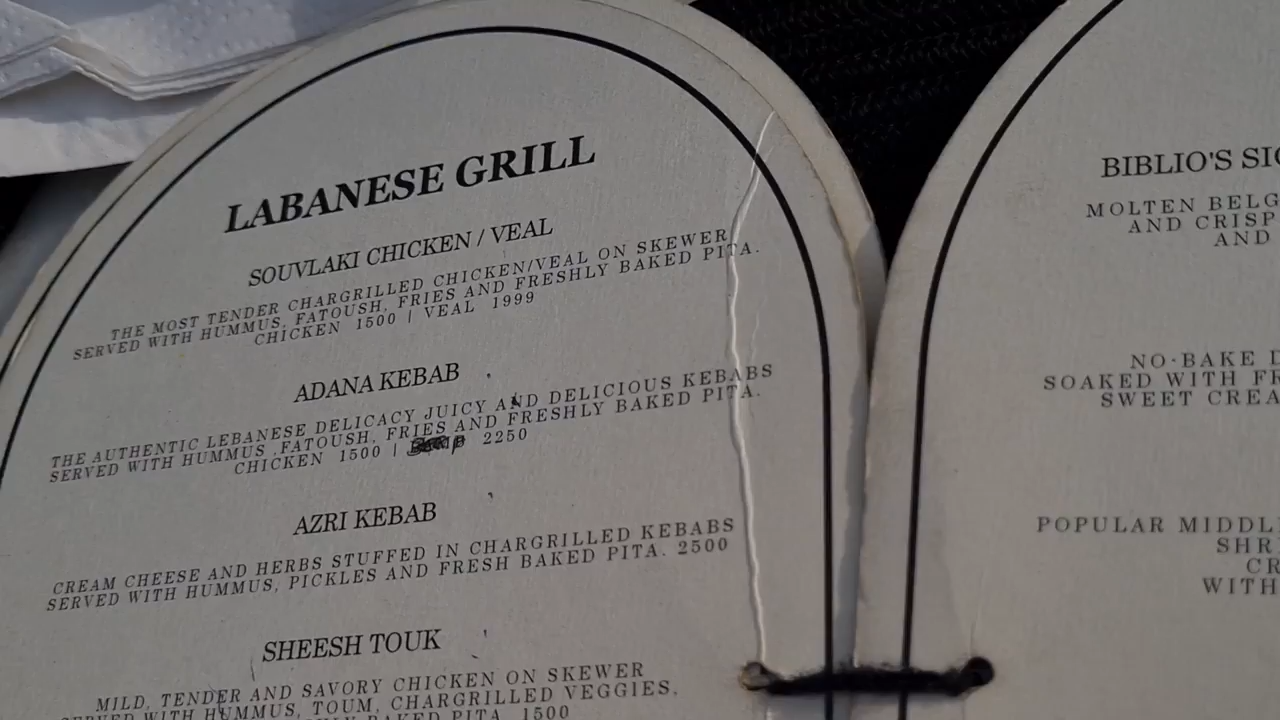 LABANESE GRILL
SOUVLAKI CHICKEN / VEAL
THE MOST TENDER CHARGRILLED CHICKEN/VEAL ON SKEWER
SERVED WITH HUMMUS, FATOUSH, FRIES AND FRESHLY BAKED PITA.
CHICKEN 1500 | VEAL 1999
ADANA KEBAB
THE AUTHENTIC LEBANESE DELICACY JUICY AND DELICIOUS KEBABS
SERVED WITH HUMMUS ,FATOUSH, FRIES AND FRESHLY BAKED PITA.
CHICKEN 1500 | 2250
AZRI KEBAB
CREAM CHEESE AND HERBS STUFFED IN CHARGRILLED KEBABS
SERVED WITH HUMMUS, PICKLES AND FRESH BAKED PITA. 2500
SHEESH TOUK
MILD, TENDER AND SAVORY CHICKEN ON SKEWER
SERVED WITH HUMMUS, TOUM, CHARGRILLED VEGGIES,
BAKED PITA 1500
BIBLIO'S
MOLTEN
AND
AND
NO-BAKE
SOAKED WITH
SWEET
POPULAR
WITH